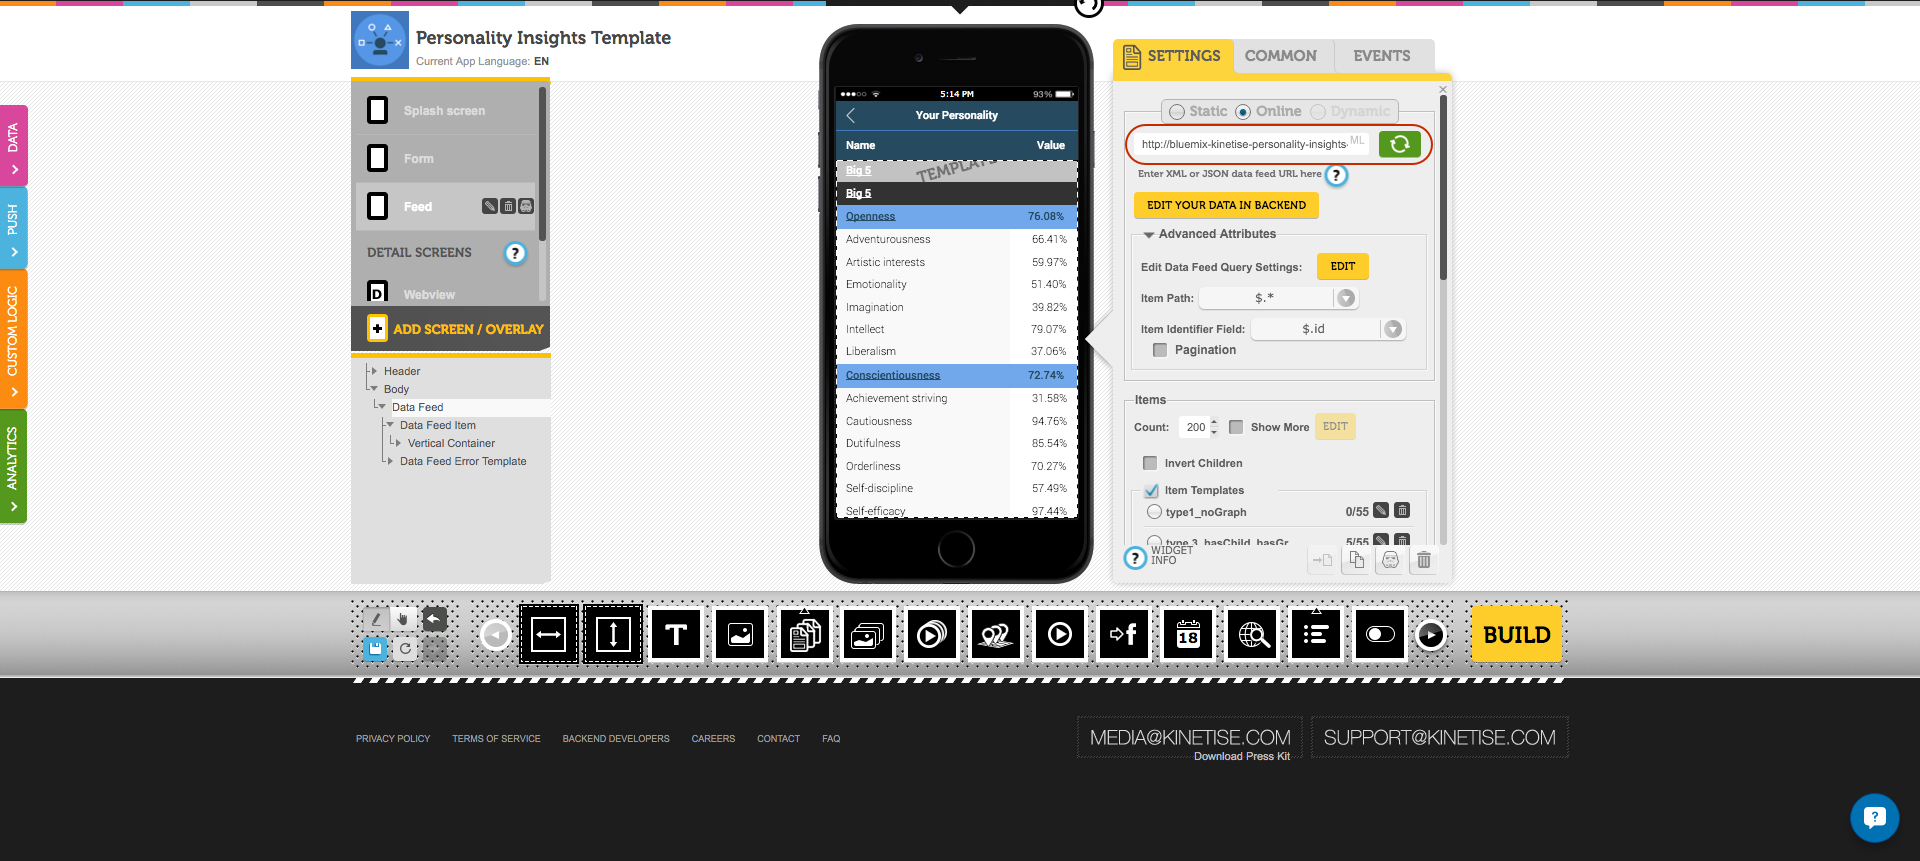 Personality Insights Template
Current App Language: EN
DATA
PUSH
CUSTOM LOGIC
ANALYTICS
Splash screen
Form
Feed
DETAIL SCREENS
?
D
Webview
ADD SCREEN / OVERLAY
Header
Body
Data Feed
Data Feed Item
Vertical Container
Data Feed Error Template
5:14 PM
93%
Your Personality
Name Value
Big 5
TEMPLATE
Big 5
Openness 76.08%
Adventurousness 66.41%
Artistic interests 59.97%
Emotionality 51.40%
Imagination 39.82%
Intellect 79.07%
Liberalism 37.06%
Conscientiousness 72.74%
Achievement striving 31.58%
Cautiousness 94.76%
Dutifulness 85.54%
Orderliness 70.27%
Self-discipline 57.49%
Self-efficacy 97.44%
SETTINGS COMMON EVENTS
Static Online Dynamic
http://bluemix-kinetise-personality-insights- ML
Enter XML or JSON data feed URL here ?
EDIT YOUR DATA IN BACKEND
Advanced Attributes
Edit Data Feed Query Settings: EDIT
Item Path: $.*
Item Identifier Field: $.id
Pagination
Items
Count: 200 Show More EDIT
Invert Children
Item Templates
type1_noGraph 0/55
type 3_hasChild_hasGr 5/55
? WIDGET
INFO
T
f
18
BUILD
PRIVACY POLICY TERMS OF SERVICE BACKEND DEVELOPERS CAREERS CONTACT FAQ
MEDIA@KINETISE.COM
Download Press Kit
SUPPORT@KINETISE.COM
?